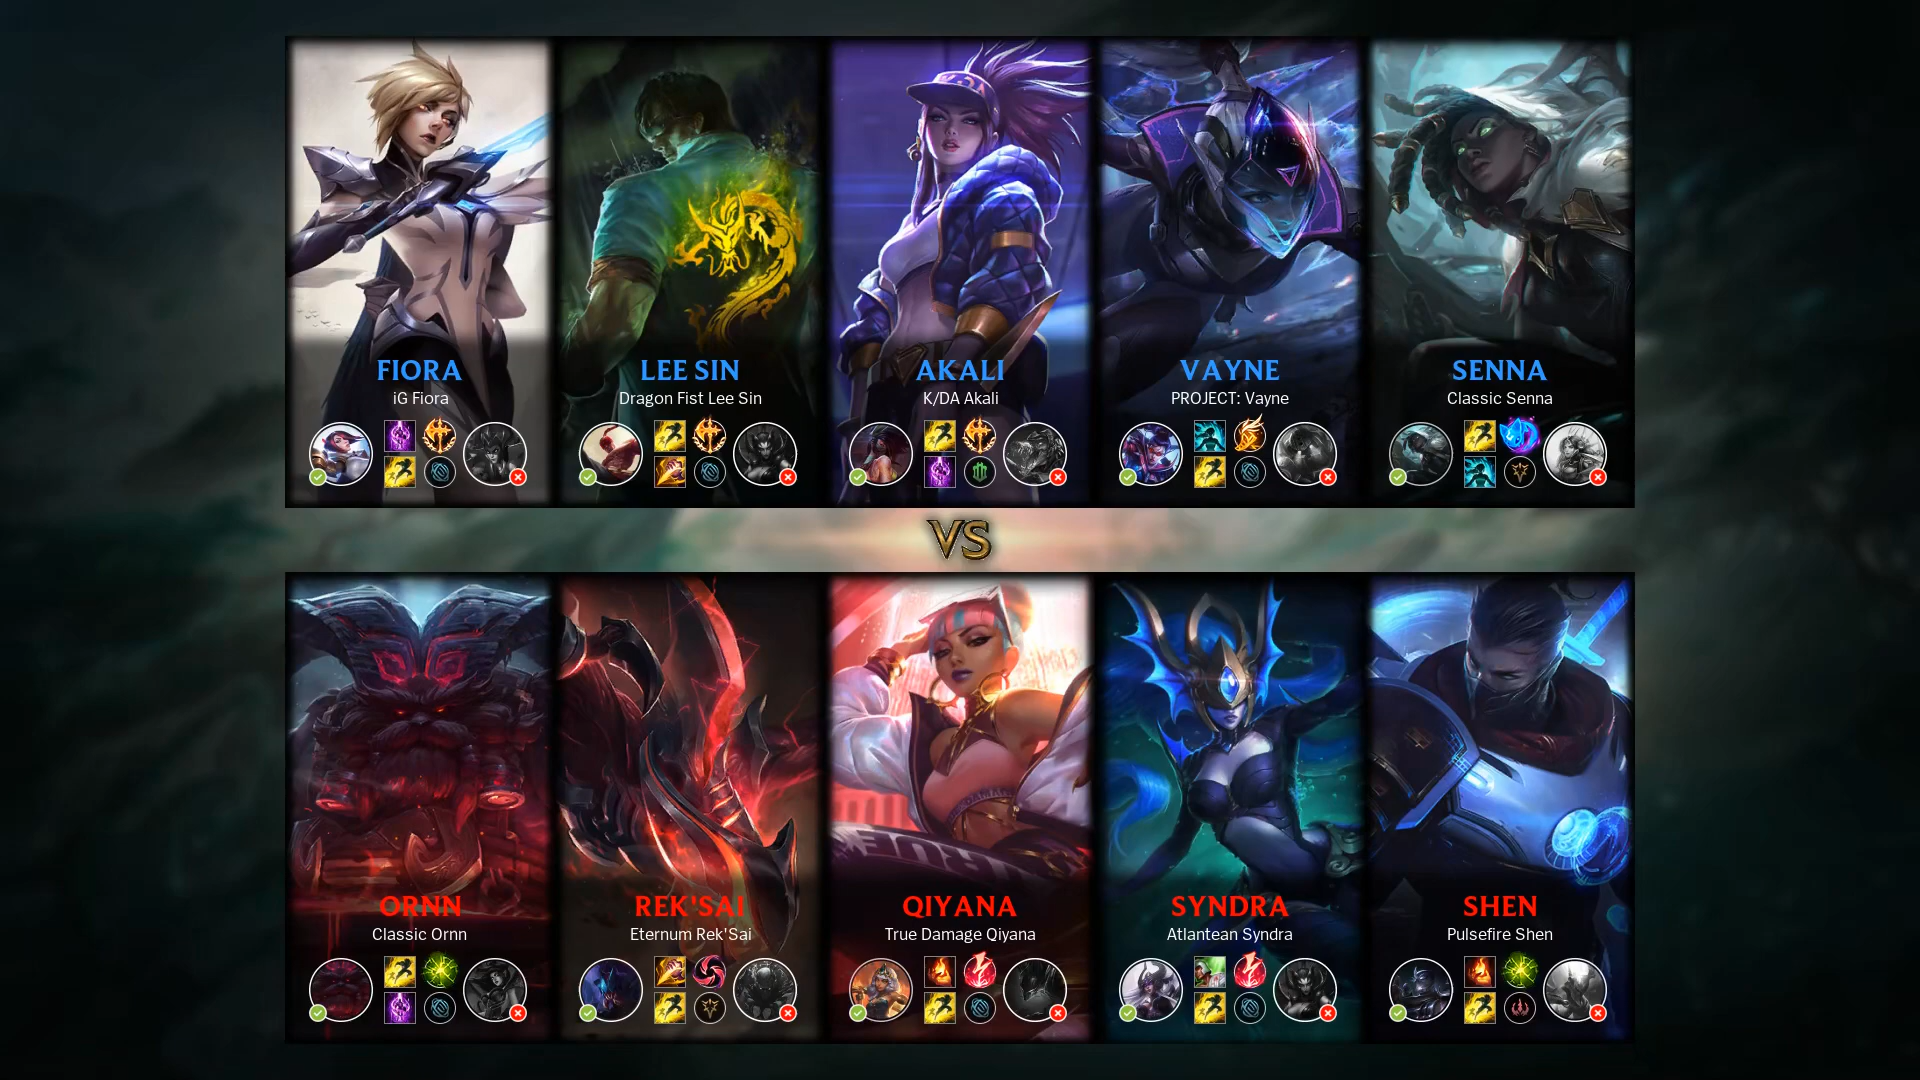 FIORA
iG Fiora
LEE SIN
Dragon Fist Lee Sin
AKALI
K/DA Akali
VAYNE
PROJECT: Vayne
SENNA
Classic Senna
VS
ORNN
Classic Ornn
REK'SAI
Eternum Rek'Sai
QIYANA
True Damage Qiyana
SYNDRA
Atlantean Syndra
SHEN
Pulsefire Shen